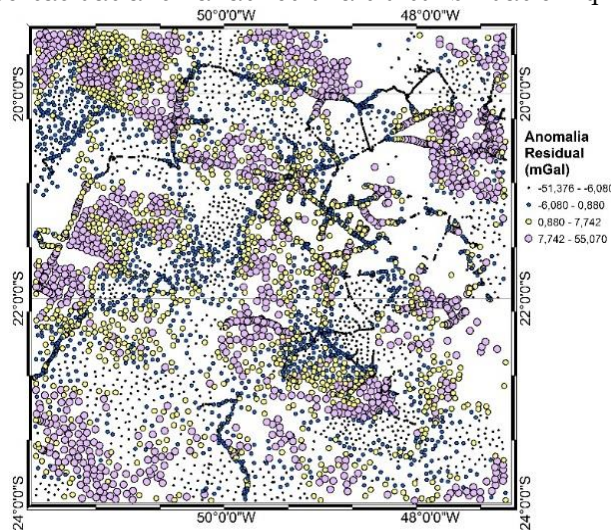 50°0'0"W 48°0'0"W
20°0'0"S 20°0'0"S
Anomalia
Residual
(mGal)
-51,376 - -6,080
-6,080 - 0,880
0,880 - 7,742
7,742 - 55,070
22°0'0"S 22°0'0"S
24°0'0"S 24°0'0"S
50°0'0"W 48°0'0"W